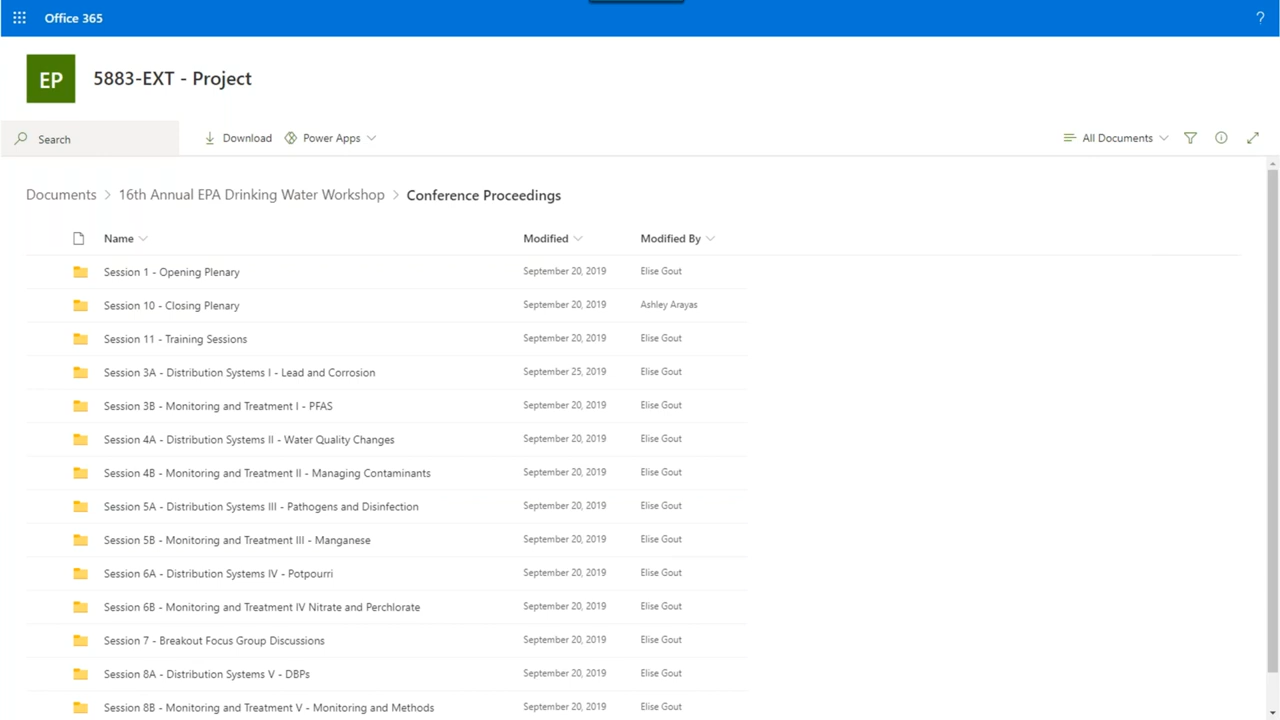 Office 365
?
EP
5883-EXT - Project
Search
Download
Power Apps
All Documents
Documents > 16th Annual EPA Drinking Water Workshop > Conference Proceedings
Name Modified Modified By
Session 1 - Opening Plenary September 20, 2019 Elise Gout
Session 10 - Closing Plenary September 20, 2019 Ashley Arayas
Session 11 - Training Sessions September 20, 2019 Elise Gout
Session 3A - Distribution Systems I - Lead and Corrosion September 25, 2019 Elise Gout
Session 3B - Monitoring and Treatment I - PFAS September 20, 2019 Elise Gout
Session 4A - Distribution Systems II - Water Quality Changes September 20, 2019 Elise Gout
Session 4B - Monitoring and Treatment II - Managing Contaminants September 20, 2019 Elise Gout
Session 5A - Distribution Systems III - Pathogens and Disinfection September 20, 2019 Elise Gout
Session 5B - Monitoring and Treatment III - Manganese September 20, 2019 Elise Gout
Session 6A - Distribution Systems IV - Potpourri September 20, 2019 Elise Gout
Session 6B - Monitoring and Treatment IV Nitrate and Perchlorate September 20, 2019 Elise Gout
Session 7 - Breakout Focus Group Discussions September 20, 2019 Elise Gout
Session 8A - Distribution Systems V - DBPs September 20, 2019 Elise Gout
Session 8B - Monitoring and Treatment V - Monitoring and Methods September 20, 2019 Elise Gout